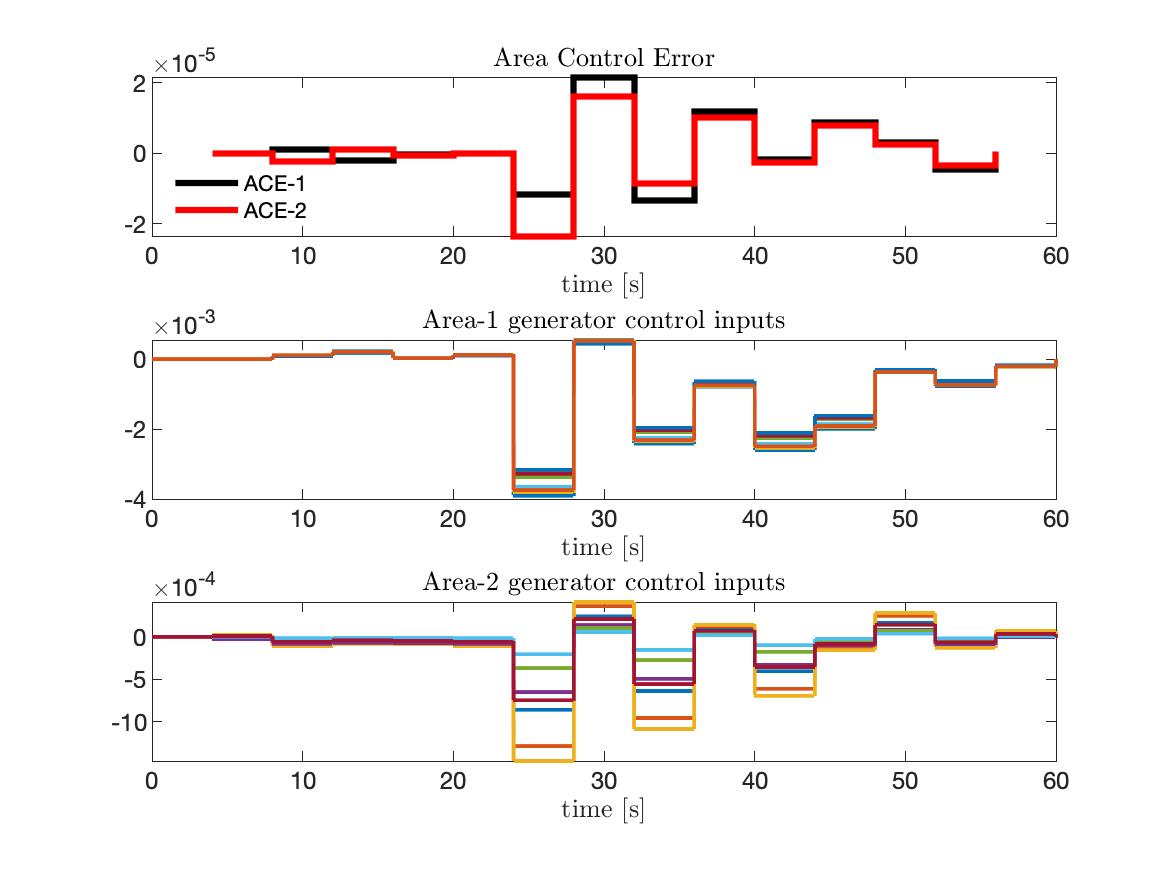 ×10-5
Area Control Error
2
0
-2
ACE-1
ACE-2
0 10 20 30 40 50 60
time [s]
×10-3
Area-1 generator control inputs
0
-2
-4
0 10 20 30 40 50 60
time [s]
×10-4
Area-2 generator control inputs
0
-5
-10
0 10 20 30 40 50 60
time [s]